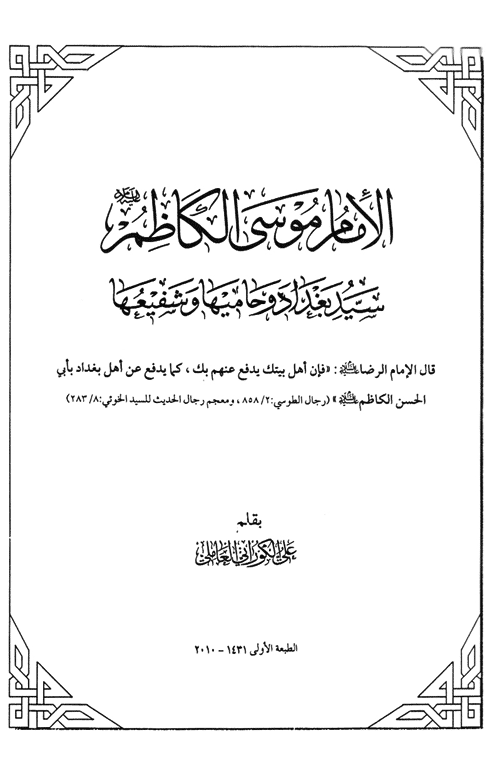 الإمام موسى الكاظم عليه السلام
سيد بغداد وحاميها وشفيعها
قال الإمام الرضا عليه السلام : «فإن أهل بيتك يدفع عنهم بك ، كما يدفع عن أهل بغداد بأبي
الحسن الكاظم عليه السلام» (رجال الطوسي:٢/ ٨٥٨ ، ومعجم رجال الحديث للسيد الخوئي:٨/ ٢٨٣)
بقلم
علي الكوراني العاملي
الطبعة الأولى ١٤٣١ - ٢٠١٠